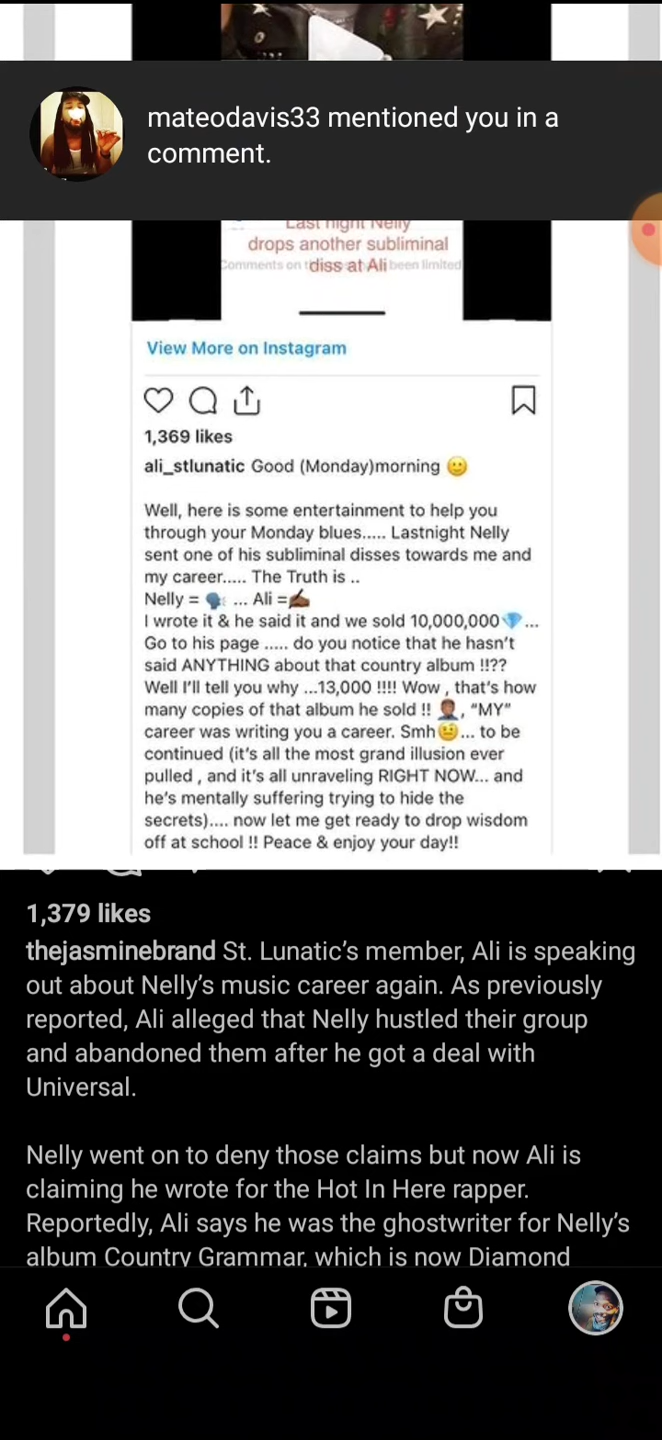 mateodavis33 mentioned you in a
comment.
Last night Nelly
drops another subliminal
diss at Ali
Comments on been limited
View More on Instagram
1,369 likes
ali_stlunatic Good (Monday)morning 🙂
Well, here is some entertainment to help you
through your Monday blues..... Lastnight Nelly
sent one of his subliminal disses towards me and
my career..... The Truth is ..
Nelly = 🗣️ ... Ali =✍🏾
I wrote it & he said it and we sold 10,000,000💎...
Go to his page ..... do you notice that he hasn't
said ANYTHING about that country album !!??
Well I'll tell you why ...13,000 !!!! Wow , that's how
many copies of that album he sold !! 🤦🏾‍♂️, "MY"
career was writing you a career. Smh🤨... to be
continued (it's all the most grand illusion ever
pulled , and it's all unraveling RIGHT NOW... and
he's mentally suffering trying to hide the
secrets).... now let me get ready to drop wisdom
off at school !! Peace & enjoy your day!!
1,379 likes
thejasminebrand St. Lunatic's member, Ali is speaking
out about Nelly's music career again. As previously
reported, Ali alleged that Nelly hustled their group
and abandoned them after he got a deal with
Universal.
Nelly went on to deny those claims but now Ali is
claiming he wrote for the Hot In Here rapper.
Reportedly, Ali says he was the ghostwriter for Nelly's
album Country Grammar, which is now Diamond